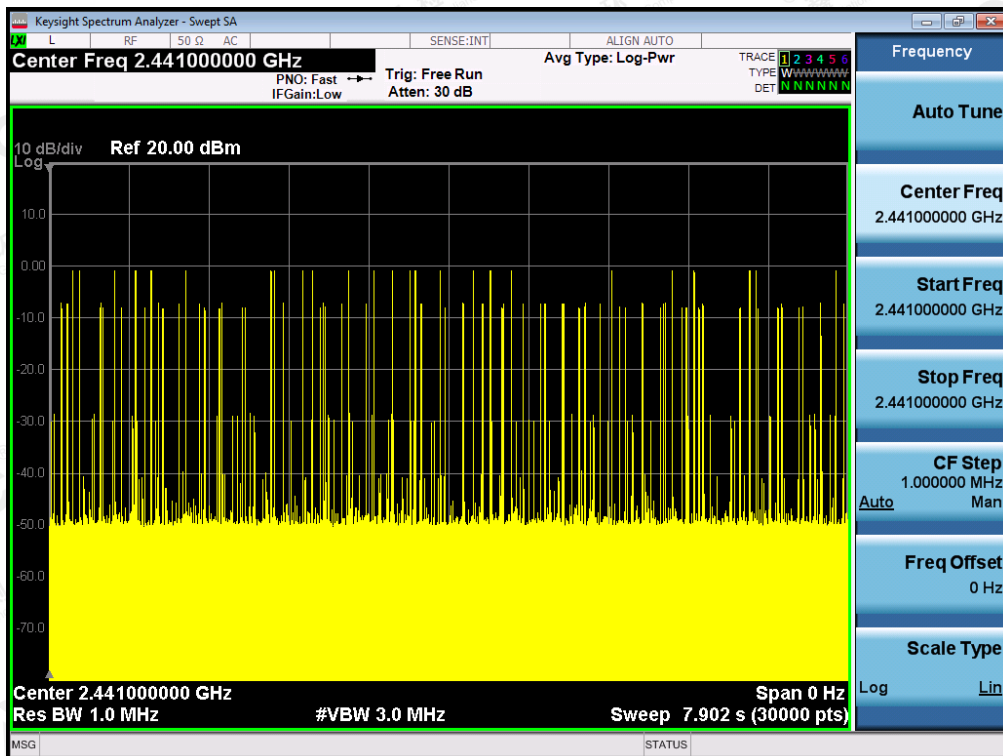 Keysight Spectrum Analyzer - Swept SA
LXI L RF 50 Ω AC SENSE:INT ALIGN AUTO
Center Freq 2.441000000 GHz
PNO: Fast
IFGain:Low
Trig: Free Run
Atten: 30 dB
Avg Type: Log-Pwr
TRACE 1 2 3 4 5 6
TYPE W
DET N N N N N N
10 dB/div Ref 20.00 dBm
Log
10.0
0.00
-10.0
-20.0
-30.0
-40.0
-50.0
-60.0
-70.0
Center 2.441000000 GHz Span 0 Hz
Res BW 1.0 MHz #VBW 3.0 MHz Sweep 7.902 s (30000 pts)
MSG STATUS
Frequency
Auto Tune
Center Freq
2.441000000 GHz
Start Freq
2.441000000 GHz
Stop Freq
2.441000000 GHz
CF Step
1.000000 MHz
Auto Man
Freq Offset
0 Hz
Scale Type
Log Lin